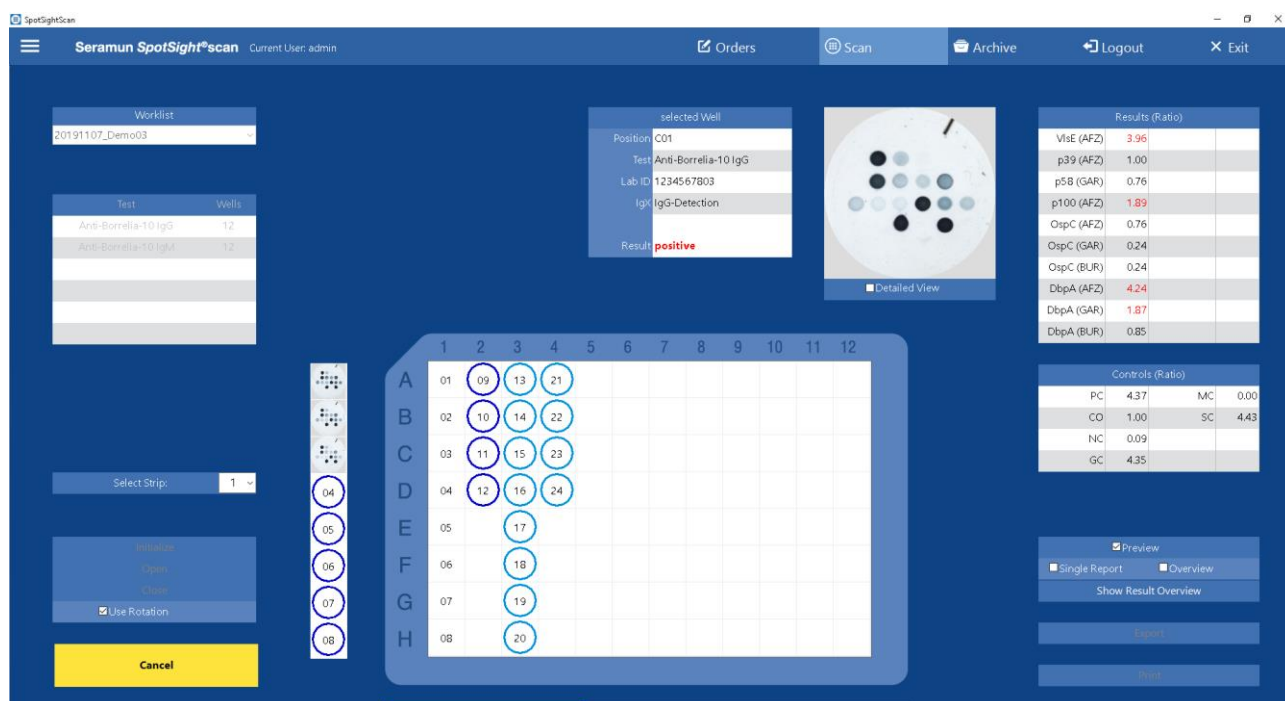 SpotSightScan
Seramun SpotSight®scan Current User: admin
Orders
Scan
Archive
Logout
Exit
Worklist
20191107_Demo03
Test Wells
Anti-Borrelia-10 IgG 12
Anti-Borrelia-10 IgM 12
Select Strip: 1
Initialize
Open
Close
Use Rotation
Cancel
selected Well
Position C01
Test Anti-Borrelia-10 IgG
Lab ID 1234567803
IgX IgG-Detection
Result positive
Detailed View
04
05
06
07
08
1 2 3 4 5 6 7 8 9 10 11 12
A 01 09 13 21
B 02 10 14 22
C 03 11 15 23
D 04 12 16 24
E 05 17
F 06 18
G 07 19
H 08 20
Results (Ratio)
VlsE (AFZ) 3.96
p39 (AFZ) 1.00
p58 (GAR) 0.76
p100 (AFZ) 1.89
OspC (AFZ) 0.76
OspC (GAR) 0.24
OspC (BUR) 0.24
DbpA (AFZ) 4.24
DbpA (GAR) 1.87
DbpA (BUR) 0.85
Controls (Ratio)
PC 4.37 MC 0.00
CO 1.00 SC 4.43
NC 0.09
GC 4.35
Preview
Single Report Overview
Show Result Overview
Export
Print